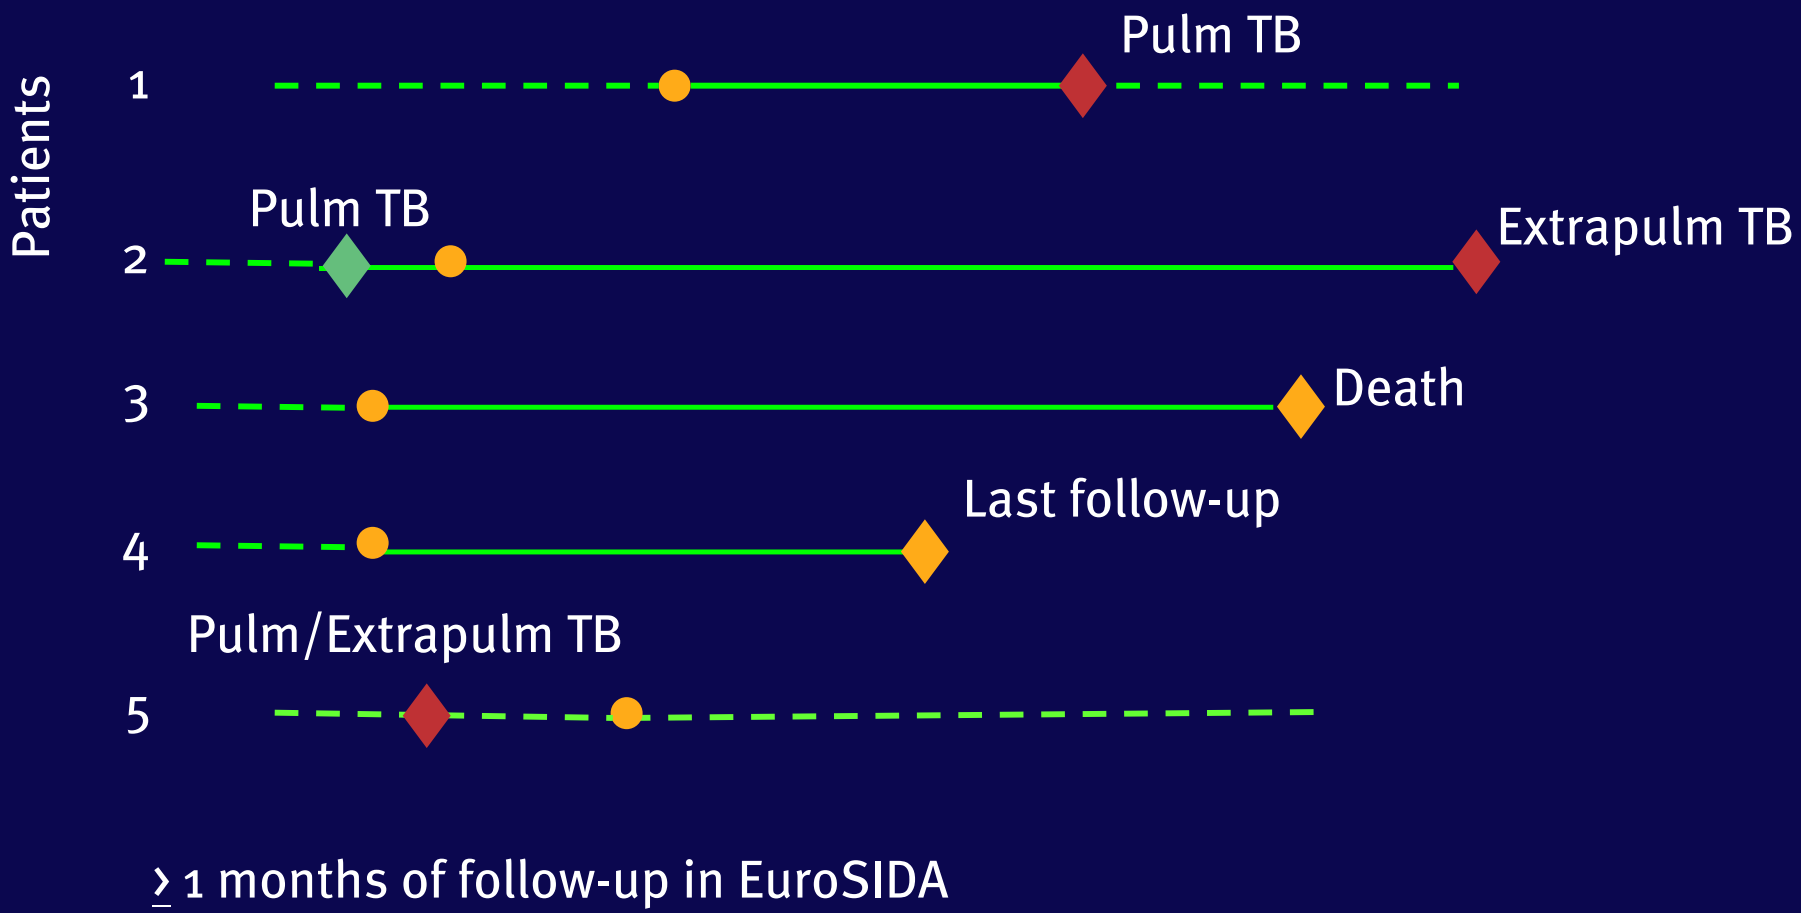 Patients
1
Pulm TB
Pulm TB
2
Extrapulm TB
3
Death
Last follow-up
4
Pulm/Extrapulm TB
5
≥ 1 months of follow-up in EuroSIDA